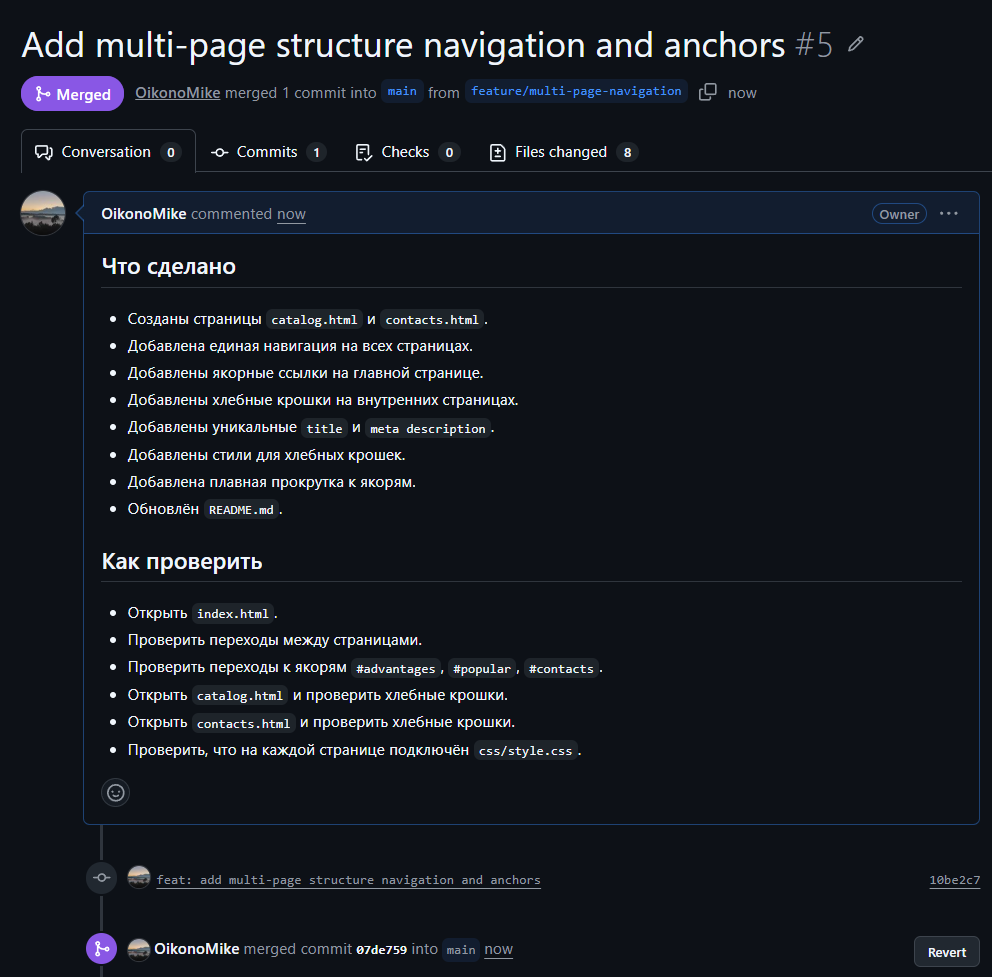 Add multi-page structure navigation and anchors #5
Merged OikonoMike merged 1 commit into main from feature/multi-page-navigation now
Conversation 0 Commits 1 Checks 0 Files changed 8
OikonoMike commented now Owner
Что сделано
Созданы страницы catalog.html и contacts.html.
Добавлена единая навигация на всех страницах.
Добавлены якорные ссылки на главной странице.
Добавлены хлебные крошки на внутренних страницах.
Добавлены уникальные title и meta description.
Добавлены стили для хлебных крошек.
Добавлена плавная прокрутка к якорям.
Обновлён README.md.
Как проверить
Открыть index.html.
Проверить переходы между страницами.
Проверить переходы к якорям #advantages, #popular, #contacts.
Открыть catalog.html и проверить хлебные крошки.
Открыть contacts.html и проверить хлебные крошки.
Проверить, что на каждой странице подключён css/style.css.
feat: add multi-page structure navigation and anchors 10be2c7
OikonoMike merged commit 07de759 into main now Revert